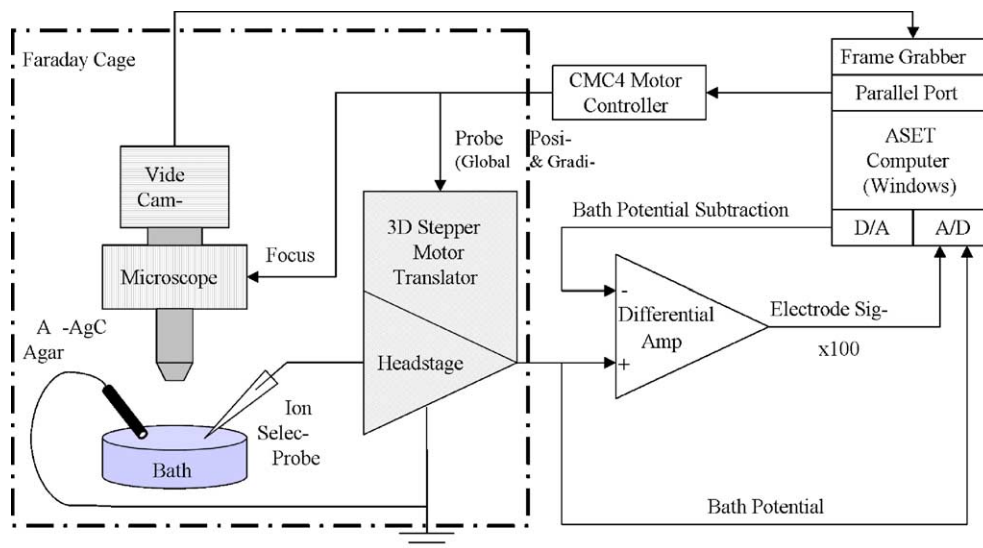 Faraday Cage
Frame Grabber
CMC4 Motor
Controller
Parallel Port
ASET
Computer
(Windows)
D/A
A/D
Probe Posi-
(Global & Gradi-
Vide
Cam-
Bath Potential Subtraction
3D Stepper
Motor
Translator
Focus
Microscope
-
Differential
Amp
+
Electrode Sig-
x100
A -AgC
Agar
Headstage
Ion
Selec-
Probe
Bath
Bath Potential